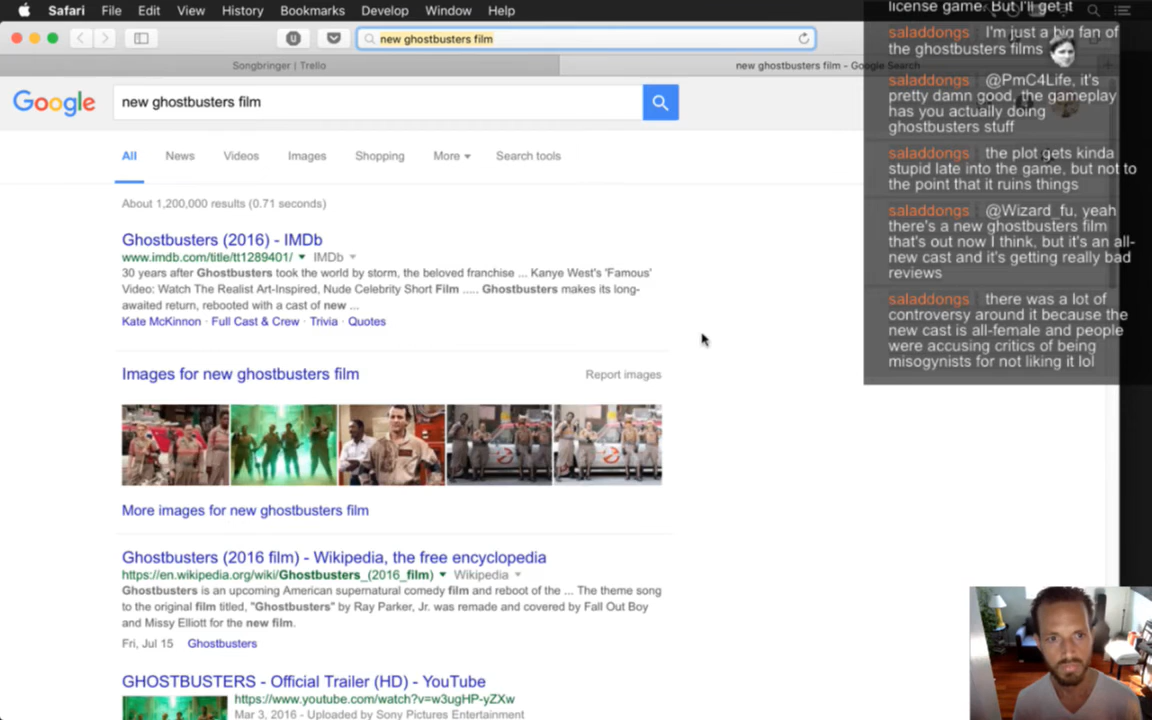 Safari File Edit View History Bookmarks Develop Window Help
new ghostbusters film
Songbringer | Trello
new ghostbusters film - Google Search
Google
new ghostbusters film
All News Videos Images Shopping More Search tools
About 1,200,000 results (0.71 seconds)
Ghostbusters (2016) - IMDb
www.imdb.com/title/tt1289401/ IMDb
30 years after Ghostbusters took the world by storm, the beloved franchise ... Kanye West's 'Famous'
Video: Watch The Realist Art-Inspired, Nude Celebrity Short Film ..... Ghostbusters makes its long-
awaited return, rebooted with a cast of new ...
Kate McKinnon · Full Cast & Crew · Trivia · Quotes
Images for new ghostbusters film
Report images
More images for new ghostbusters film
Ghostbusters (2016 film) - Wikipedia, the free encyclopedia
https://en.wikipedia.org/wiki/Ghostbusters_(2016_film) Wikipedia
Ghostbusters is an upcoming American supernatural comedy film and reboot of the ... The theme song
to the original film titled, "Ghostbusters" by Ray Parker, Jr. was remade and covered by Fall Out Boy
and Missy Elliott for the new film.
Fri, Jul 15 Ghostbusters
GHOSTBUSTERS - Official Trailer (HD) - YouTube
https://www.youtube.com/watch?v=w3ugHP-yZXw
Mar 3, 2016 - Uploaded by Sony Pictures Entertainment
license game. But I'll get it
saladdongs I'm just a big fan of
the ghostbusters films
saladdongs @PmC4Life, it's
pretty damn good, the gameplay
has you actually doing
ghostbusters stuff
saladdongs the plot gets kinda
stupid late into the game, but not to
the point that it ruins things
saladdongs @Wizard_fu, yeah
there's a new ghostbusters film
that's out now I think, but it's an all-
new cast and it's getting really bad
reviews
saladdongs there was a lot of
controversy around it because the
new cast is all-female and people
were accusing critics of being
misogynists for not liking it lol